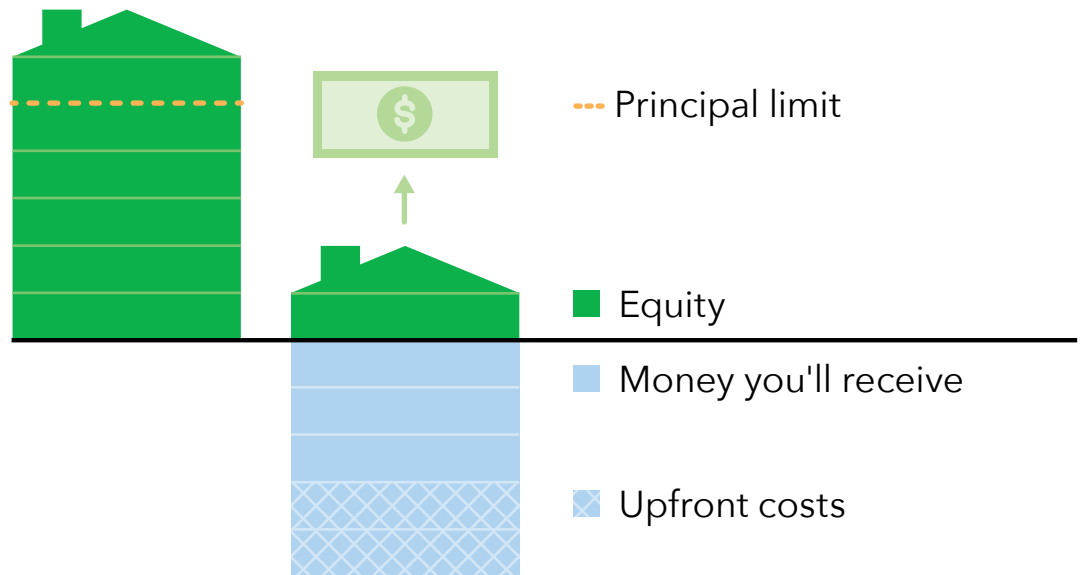 $
Principal limit
Equity
Money you'll receive
Upfront costs